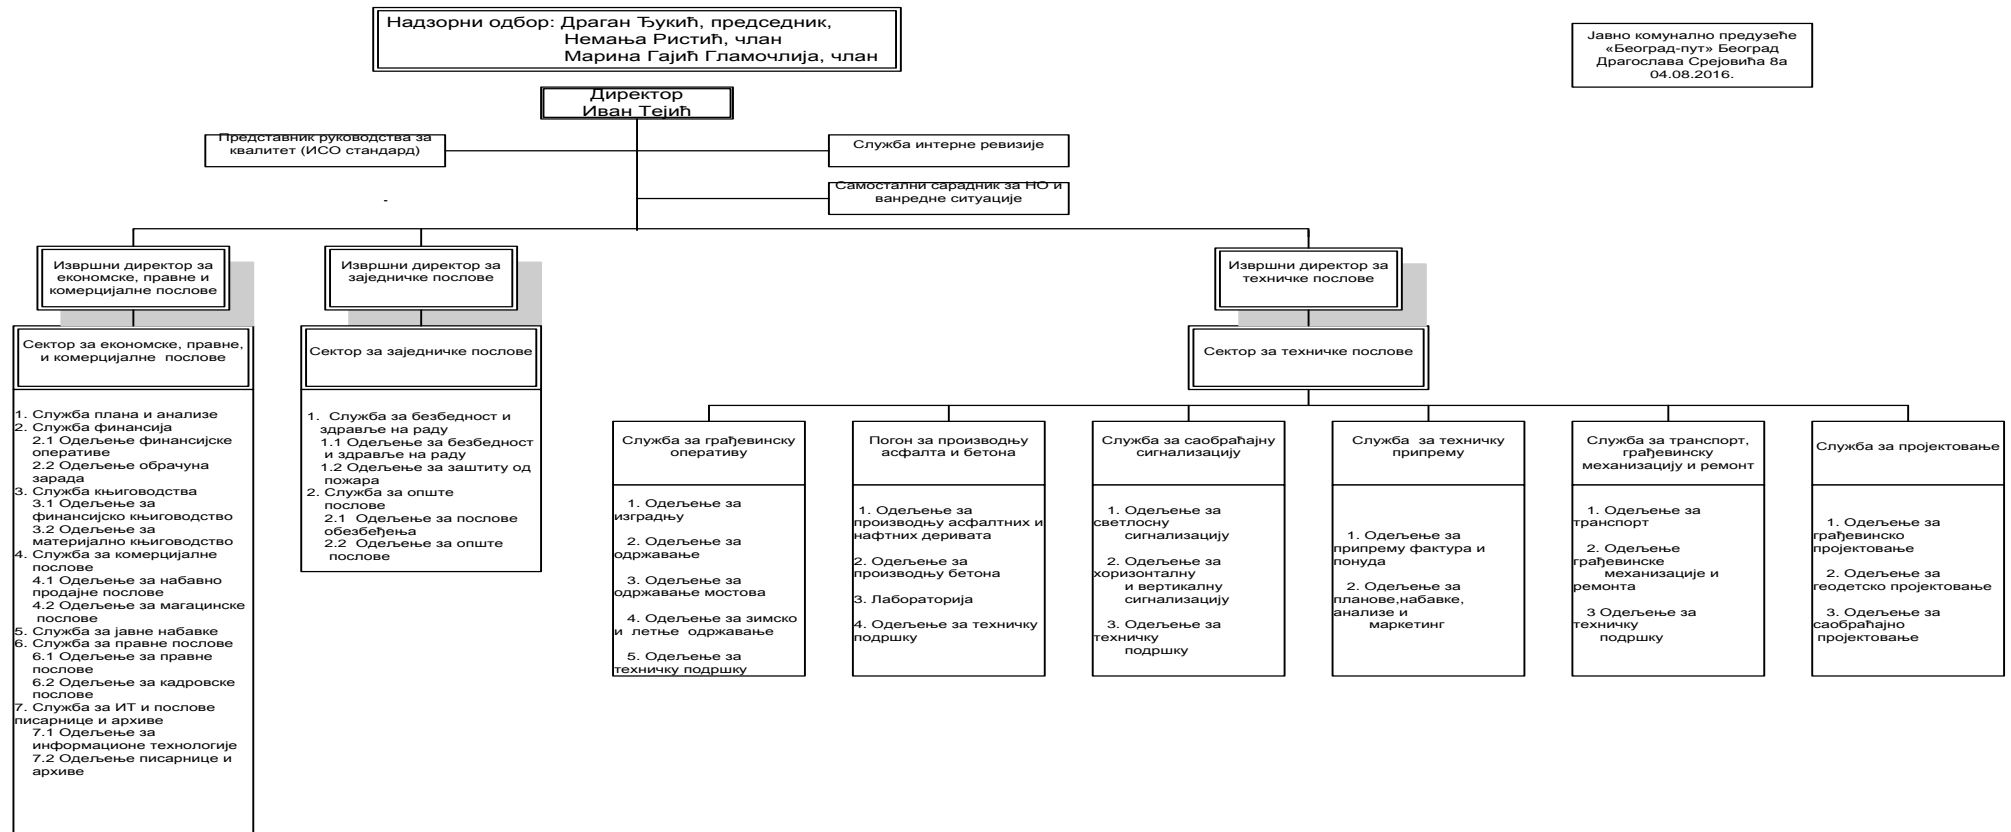 Надзорни одбор: Драган Ђукић, председник,
Немања Ристић, члан
Марина Гајић Гламочлија, члан
Јавно комунално предузеће
«Београд-пут» Београд
Драгослава Срејовића 8а
04.08.2016.
Директор
Иван Тејић
Представник руководства за
квалитет (ИСО стандард)
Служба интерне ревизије
Самостални сарадник за НО и
ванредне ситуације
-
Извршни директор за
економске, правне и
комерцијалне послове
Извршни директор за
заједничке послове
Извршни директор за
техничке послове
Сектор за економске, правне,
и комерцијалне послове
Сектор за заједничке послове
Сектор за техничке послове
1. Служба плана и анализе
2. Служба финансија
2.1 Одељење финансијске
оперативе
2.2 Одељење обрачуна
зарада
3. Служба књиговодства
3.1 Одељење за
финансијско књиговодство
3.2 Одељење за
материјално књиговодство
4. Служба за комерцијалне
послове
4.1 Одељење за набавно
продајне послове
4.2 Одељење за магацинске
послове
5. Служба за јавне набавке
6. Служба за правне послове
6.1 Одељење за правне
послове
6.2 Одељење за кадровске
послове
7. Служба за ИТ и послове
писарнице и архиве
7.1 Одељење за
информационе технологије
7.2 Одељење писарнице и
архиве
1. Служба за безбедност и
здравље на раду
1.1 Одељење за безбедност
и здравље на раду
1.2 Одељење за заштиту од
пожара
2. Служба за опште
послове
2.1 Одељење за послове
обезбеђења
2.2 Одељење за опште
послове
Служба за грађевинску
оперативу
1. Одељење за
изградњу
2. Одељење за
одржавање
3. Одељење за
одржавање мостова
4. Одељење за зимско
и летње одржавање
5. Одељење за
техничку подршку
Погон за производњу
асфалта и бетона
1. Одељење за
производњу асфалтних и
нафтних деривата
2. Одељење за
производњу бетона
3. Лабораторија
4. Одељење за техничку
подршку
Служба за саобраћајну
сигнализацију
1. Одељење за
светлосну
сигнализацију
2. Одељење за
хоризонталну
и вертикалну
сигнализацију
3. Одељење за
техничку
подршку
Служба за техничку
припрему
1. Одељење за
припрему фактура и
понуда
2. Одељење за
планове,набавке,
анализе и
маркетинг
Служба за транспорт,
грађевинску
механизацију и ремонт
1. Одељење за
транспорт
2. Одељење
грађевинске
механизације и
ремонта
3 Одељење за
техничку
подршку
Служба за пројектовање
1. Одељење за
грађевинско
пројектовање
2. Одељење за
геодетско пројектовање
3. Одељење за
саобраћајно
пројектовање